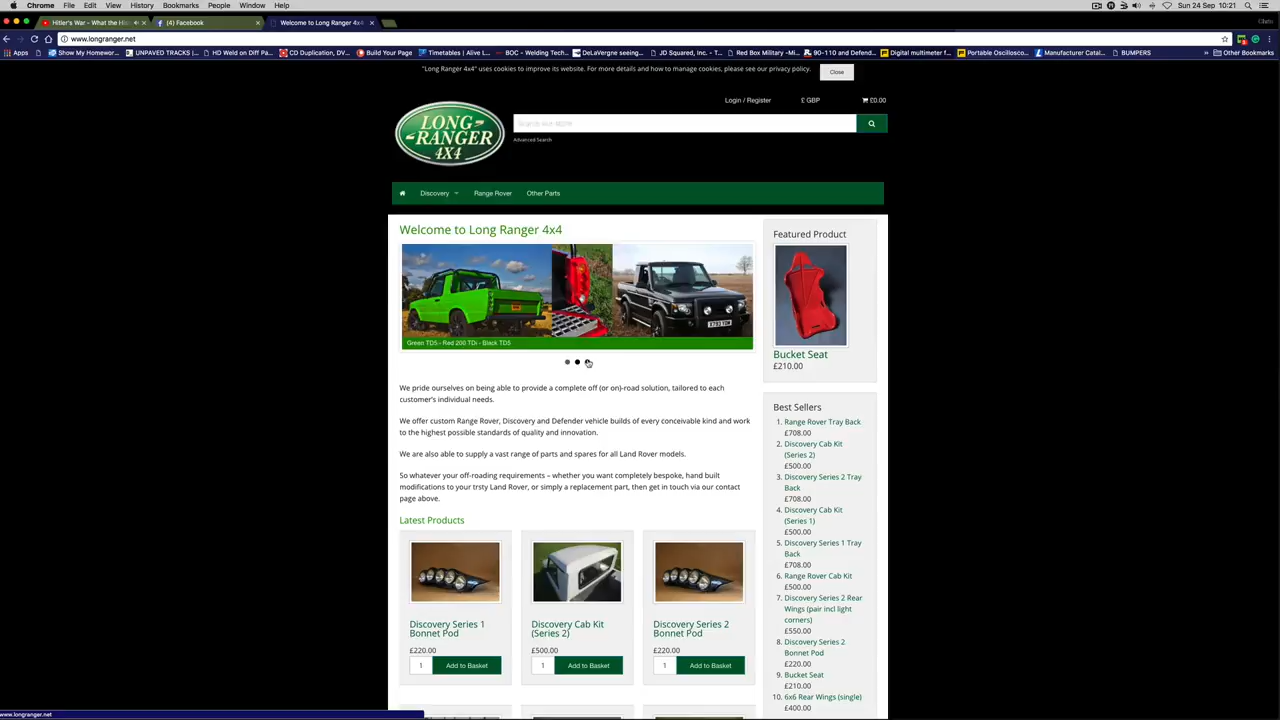 Chrome File Edit View History Bookmarks People Window Help Sun 24 Sep 10:21
Hitler's War - What the Hi (4) Facebook Welcome to Long Ranger 4x4 Chris
www.longranger.net
Apps Show My Homewor... UNPAVED TRACKS |... HD Weld on Diff Pa... CD Duplication, DV... Build Your Page Timetables | Alive L... BOC - Welding Tech... DeLaVergne seeing... JD Squared, Inc. - T... Red Box Military -Mi... 90-110 and Defend... Digital multimeter f... Portable Oscillosco... Manufacturer Catal... BUMPERS Other Bookmarks
"Long Ranger 4x4" uses cookies to improve its website. For more details and how to manage cookies, please see our privacy policy. Close
Login / Register £ GBP £0.00
LONG
RANGER
4X4
Advanced Search
Discovery Range Rover Other Parts
Welcome to Long Ranger 4x4
Green TD5 - Red 200 TDi - Black TD5
We pride ourselves on being able to provide a complete off (or on)-road solution, tailored to each
customer's individual needs.
We offer custom Range Rover, Discovery and Defender vehicle builds of every conceivable kind and work
to the highest possible standards of quality and innovation.
We are also able to supply a vast range of parts and spares for all Land Rover models.
So whatever your off-roading requirements – whether you want completely bespoke, hand built
modifications to your trsty Land Rover, or simply a replacement part, then get in touch via our contact
page above.
Latest Products
Discovery Series 1
Bonnet Pod
£220.00
1 Add to Basket
Discovery Cab Kit
(Series 2)
£500.00
1 Add to Basket
Discovery Series 2
Bonnet Pod
£220.00
1 Add to Basket
Featured Product
Bucket Seat
£210.00
Best Sellers
1. Range Rover Tray Back
£708.00
2. Discovery Cab Kit
(Series 2)
£500.00
3. Discovery Series 2 Tray
Back
£708.00
4. Discovery Cab Kit
(Series 1)
£500.00
5. Discovery Series 1 Tray
Back
£708.00
6. Range Rover Cab Kit
£500.00
7. Discovery Series 2 Rear
Wings (pair incl light
corners)
£550.00
8. Discovery Series 2
Bonnet Pod
£220.00
9. Bucket Seat
£210.00
10. 6x6 Rear Wings (single)
£400.00
www.longranger.net